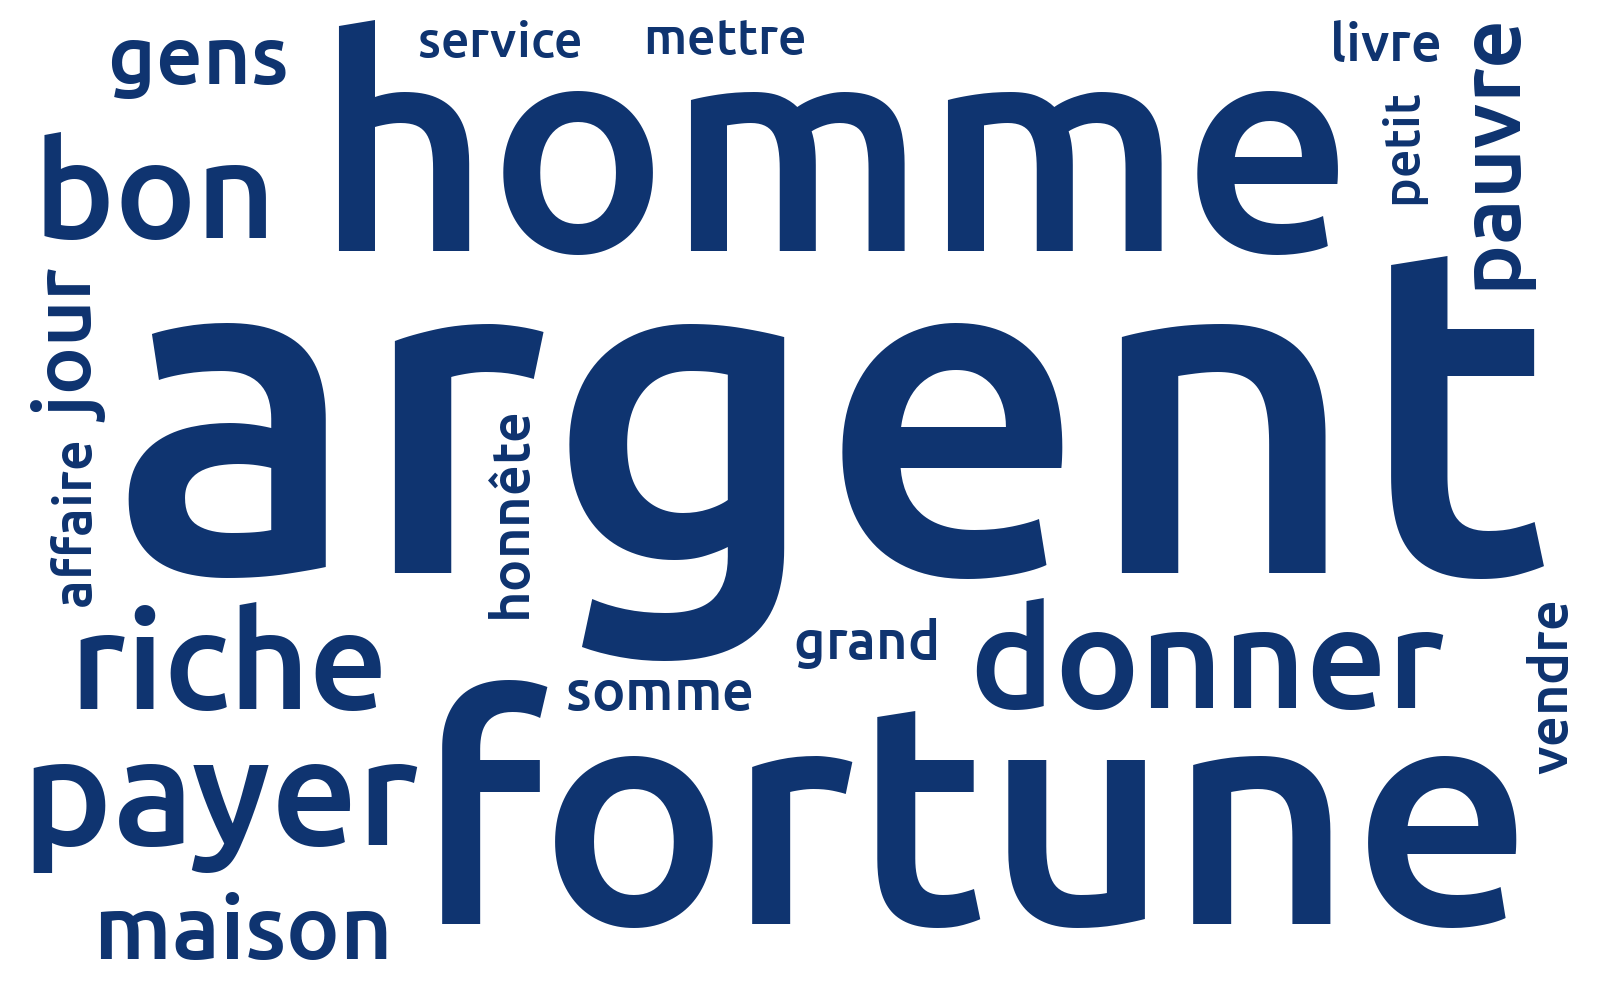 gens
service
mettre
livre
homme
pauvre
petit
bon
jour
argent
affaire
honnête
riche
grand
donner
vendre
somme
fortune
payer
maison